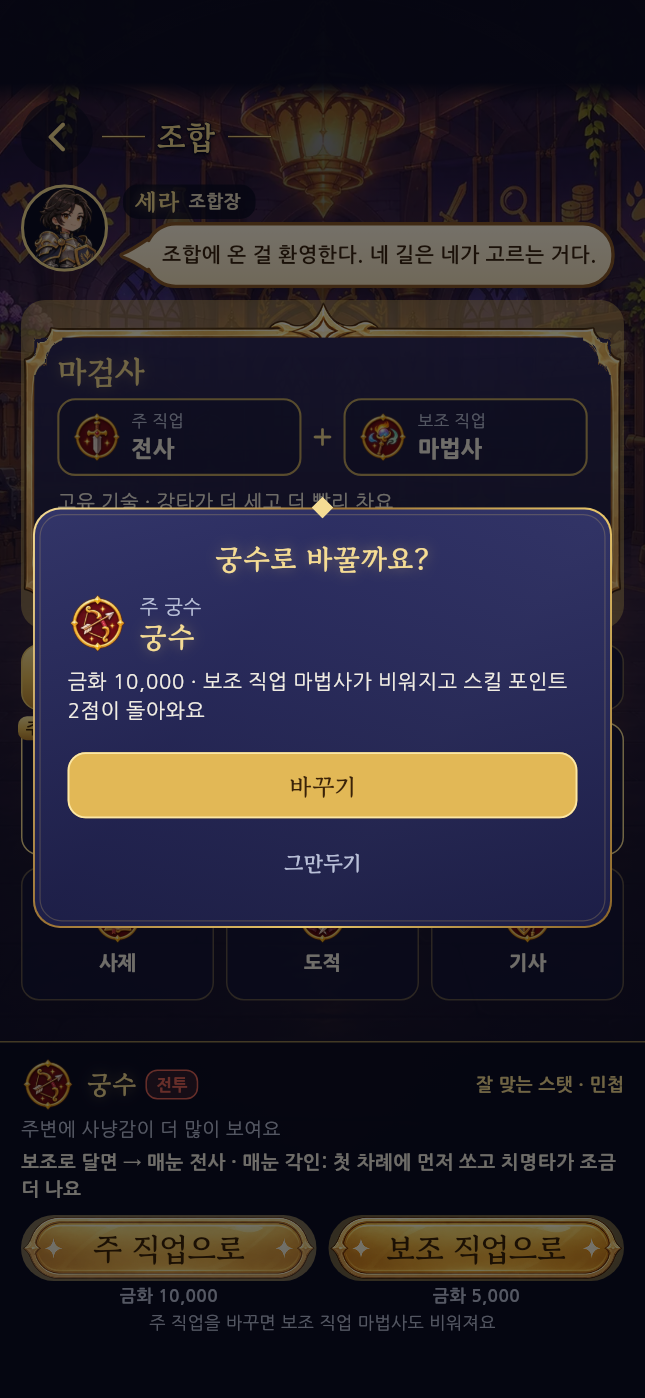 조합
세라 조합장
조합에 온 걸 환영한다. 네 길은 네가 고르는 거다.
마검사
주 직업
전사
+
보조 직업
마법사
고유 기술 · 강타가 더 세고 더 빨리 차요
궁수로 바꿀까요?
주 궁수
궁수
금화 10,000 · 보조 직업 마법사가 비워지고 스킬 포인트
2점이 돌아와요
바꾸기
그만두기
사제
도적
기사
궁수 전투
잘 맞는 스탯 · 민첩
주변에 사냥감이 더 많이 보여요
보조로 달면 → 매눈 전사 · 매눈 각인: 첫 차례에 먼저 쏘고 치명타가 조금
더 나요
주 직업으로
보조 직업으로
금화 10,000
금화 5,000
주 직업을 바꾸면 보조 직업 마법사도 비워져요